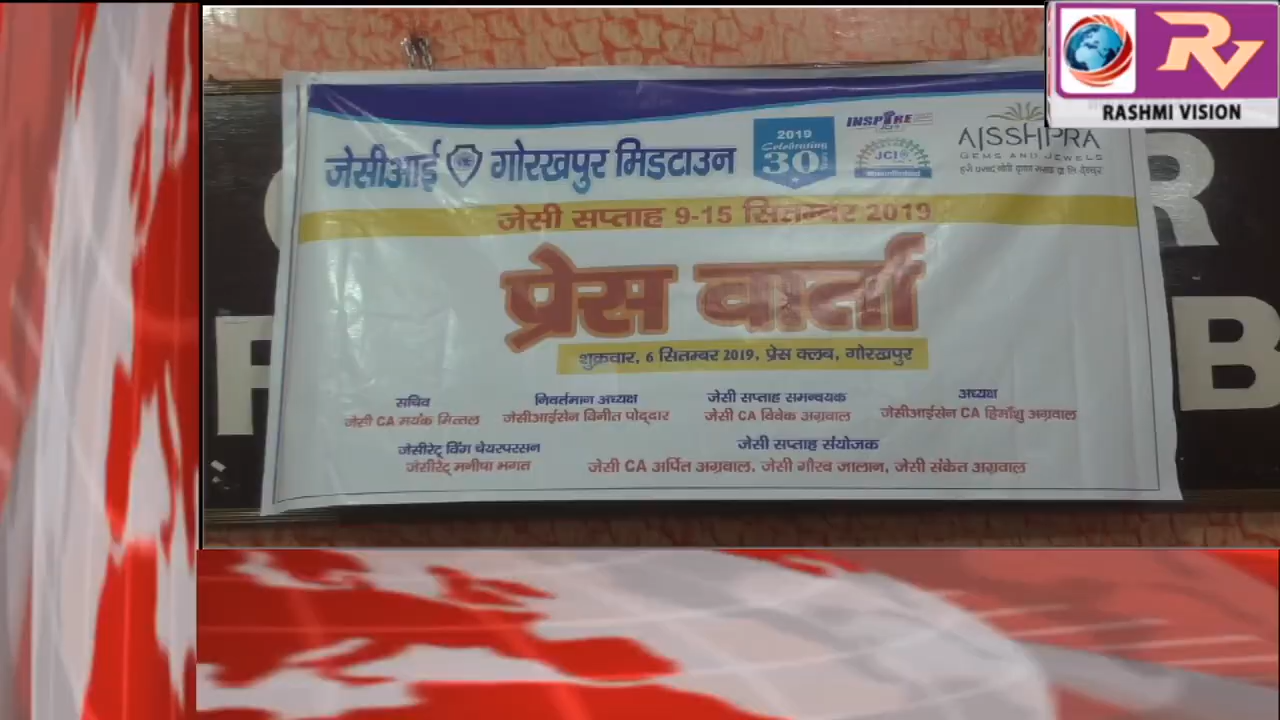 RV
RASHMI VISION
जेसीआई गोरखपुर मिडटाउन
2019
Celebrating
30
INSPIRE
JCI
AISSHPRA
GEMS AND JEWELS
जेसी सप्ताह 9-15 सितम्बर 2019
प्रेस वार्ता
शुक्रवार, 6 सितम्बर 2019, प्रेस क्लब, गोरखपुर
सचिव निवर्तमान अध्यक्ष जेसी सप्ताह समन्वयक अध्यक्ष
जेसी CA मयंक मित्तल जेसीआईसेन विनीत पोद्दार जेसी CA विवेक अग्रवाल जेसीआईसेन CA हिमाँशु अग्रवाल
जेसीरेट् विंग चेयरपरसन जेसी सप्ताह संयोजक
जेसीरेट् मनीषा भगत जेसी CA अर्पित अग्रवाल, जेसी गौरव जालान, जेसी संकेत अग्रवाल
R
B